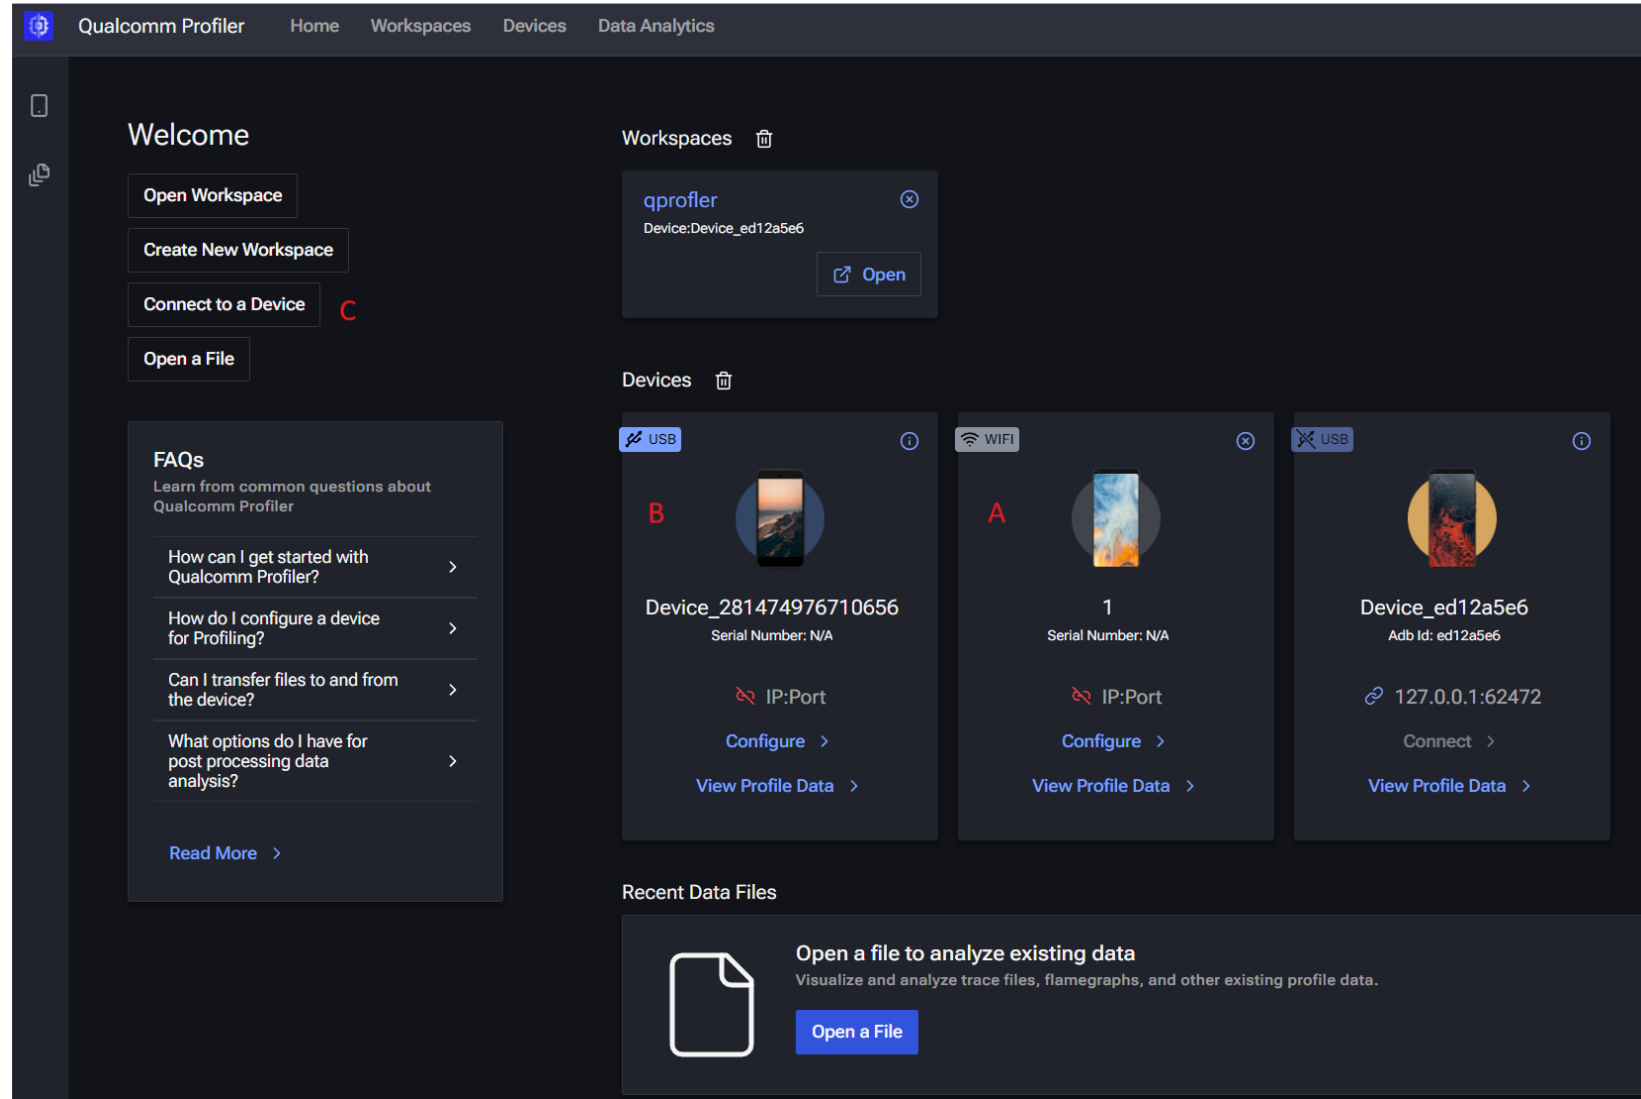 Qualcomm Profiler Home Workspaces Devices Data Analytics
Welcome
Open Workspace
Create New Workspace
Connect to a Device C
Open a File
FAQs
Learn from common questions about
Qualcomm Profiler
How can I get started with
Qualcomm Profiler?
How do I configure a device
for Profiling?
Can I transfer files to and from
the device?
What options do I have for
post processing data
analysis?
Read More
Workspaces
qprofler
Device:Device_ed12a5e6
Open
Devices
USB
B
Device_281474976710656
Serial Number: N/A
IP:Port
Configure
View Profile Data
WIFI
A
1
Serial Number: N/A
IP:Port
Configure
View Profile Data
USB
Device_ed12a5e6
Adb Id: ed12a5e6
127.0.0.1:62472
Connect
View Profile Data
Recent Data Files
Open a file to analyze existing data
Visualize and analyze trace files, flamegraphs, and other existing profile data.
Open a File